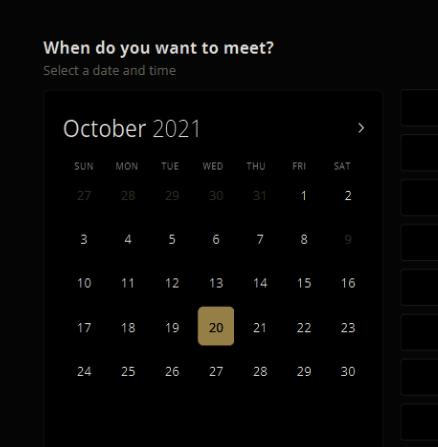 When do you want to meet?
Select a date and time
October 2021
SUN MON TUE WED THU FRI SAT
27 28 29 30 31 1 2
3 4 5 6 7 8 9
10 11 12 13 14 15 16
17 18 19 20 21 22 23
24 25 26 27 28 29 30